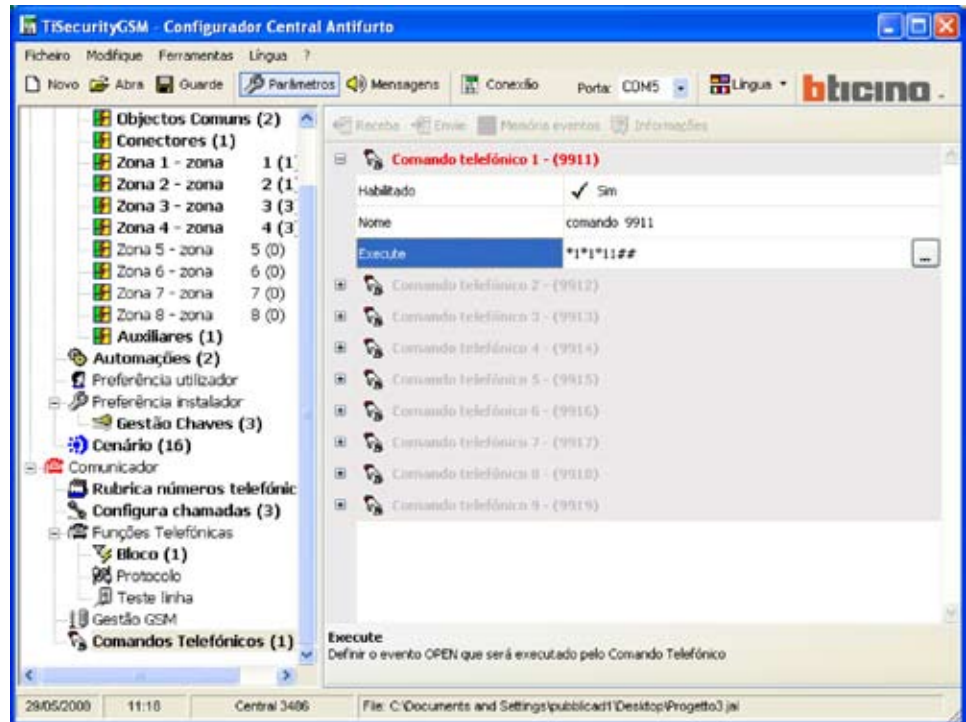 TiSecurityGSM - Configurador Central Antifurto
Ficheiro Modifique Ferramentas Língua ?
Novo Abra Guarde Parâmetros Mensagens Conexão Porta: COM5 Língua bticino
Receba Envie Memória eventos Informações
Objectos Comuns (2)
Conectores (1)
Zona 1 - zona 1 (1
Zona 2 - zona 2 (1
Zona 3 - zona 3 (3
Zona 4 - zona 4 (3
Zona 5 - zona 5 (0)
Zona 6 - zona 6 (0)
Zona 7 - zona 7 (0)
Zona 8 - zona 8 (0)
Auxiliares (1)
Automações (2)
Preferência utilizador
Preferência instalador
Gestão Chaves (3)
Cenário (16)
Comunicador
Rubrica números telefónic
Configura chamadas (3)
Funções Telefónicas
Bloco (1)
Protocolo
Teste linha
Gestão GSM
Comandos Telefónicos (1)
Comando telefónico 1 - (9911)
Habilitado Sim
Nome comando 9911
Execute *1*1*11## ...
Comando telefónico 2 - (9912)
Comando telefónico 3 - (9913)
Comando telefónico 4 - (9914)
Comando telefónico 5 - (9915)
Comando telefónico 6 - (9916)
Comando telefónico 7 - (9917)
Comando telefónico 8 - (9918)
Comando telefónico 9 - (9919)
Execute
Definir o evento OPEN que será executado pelo Comando Telefónico
29/05/2008 11:18 Central 3486 File: C:\Documents and Settings\pubblicad1\Desktop\Progetto3.jai